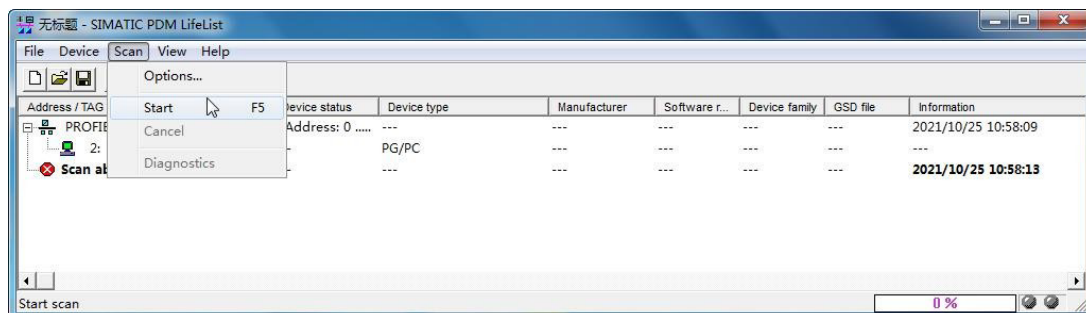 无标题 - SIMATIC PDM LifeList
File Device Scan View Help
Options...
Start F5
Cancel
Diagnostics
Address / TAG Device status Device type Manufacturer Software r... Device family GSD file Information
Address: 0 ..... --- --- --- --- --- 2021/10/25 10:58:09
2: PG/PC --- --- --- --- ---
Scan --- --- --- --- --- 2021/10/25 10:58:13
Start scan
0 %